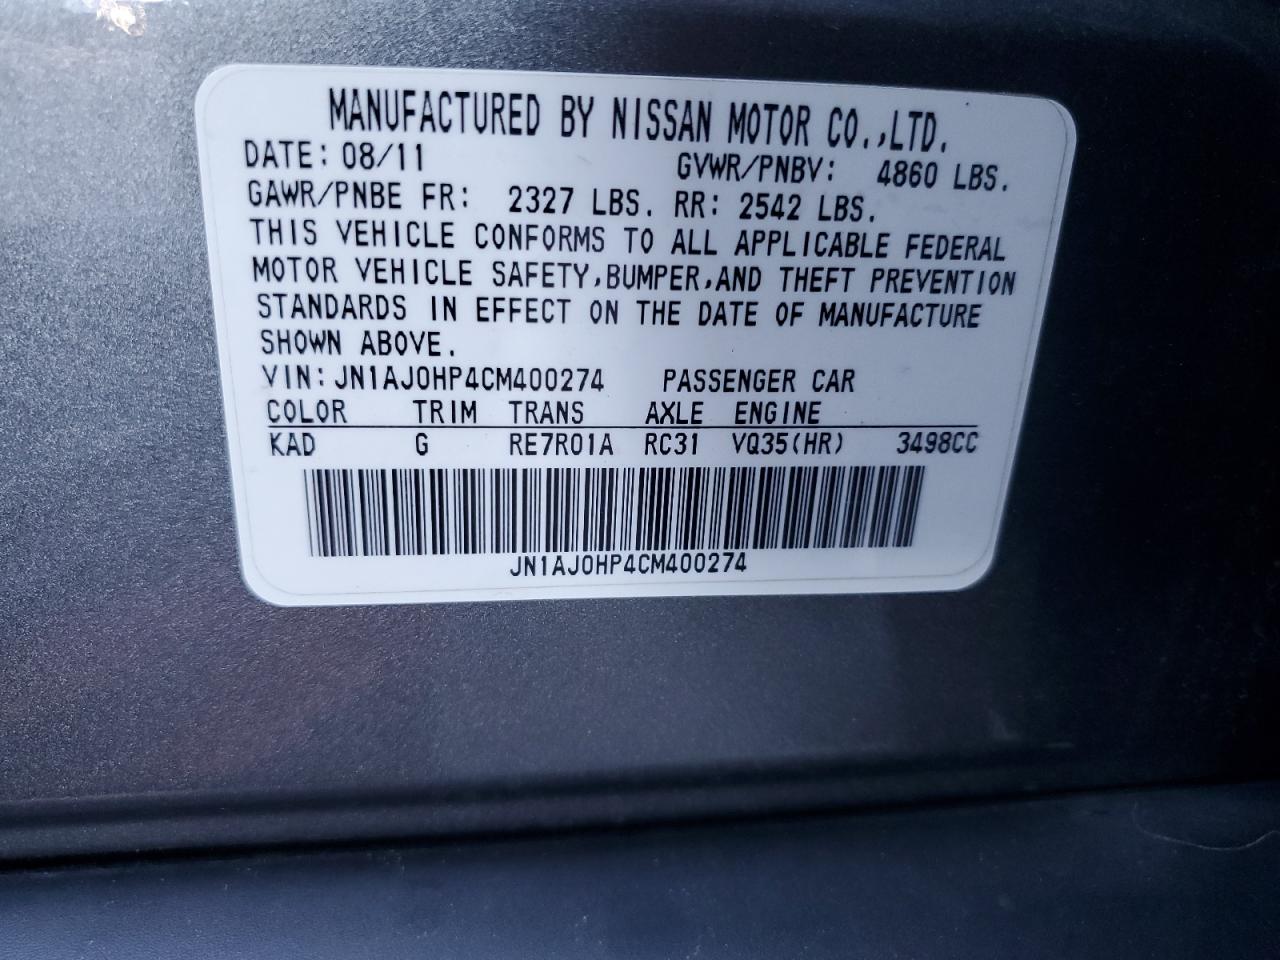 MANUFACTURED BY NISSAN MOTOR CO.,LTD.
DATE: 08/11 GVWR/PNBV: 4860 LBS.
GAWR/PNBE FR: 2327 LBS. RR: 2542 LBS.
THIS VEHICLE CONFORMS TO ALL APPLICABLE FEDERAL
MOTOR VEHICLE SAFETY,BUMPER,AND THEFT PREVENTION
STANDARDS IN EFFECT ON THE DATE OF MANUFACTURE
SHOWN ABOVE.
VIN: JN1AJ0HP4CM400274 PASSENGER CAR
COLOR TRIM TRANS AXLE ENGINE
KAD G RE7R01A RC31 VQ35(HR) 3498CC
JN1AJ0HP4CM400274